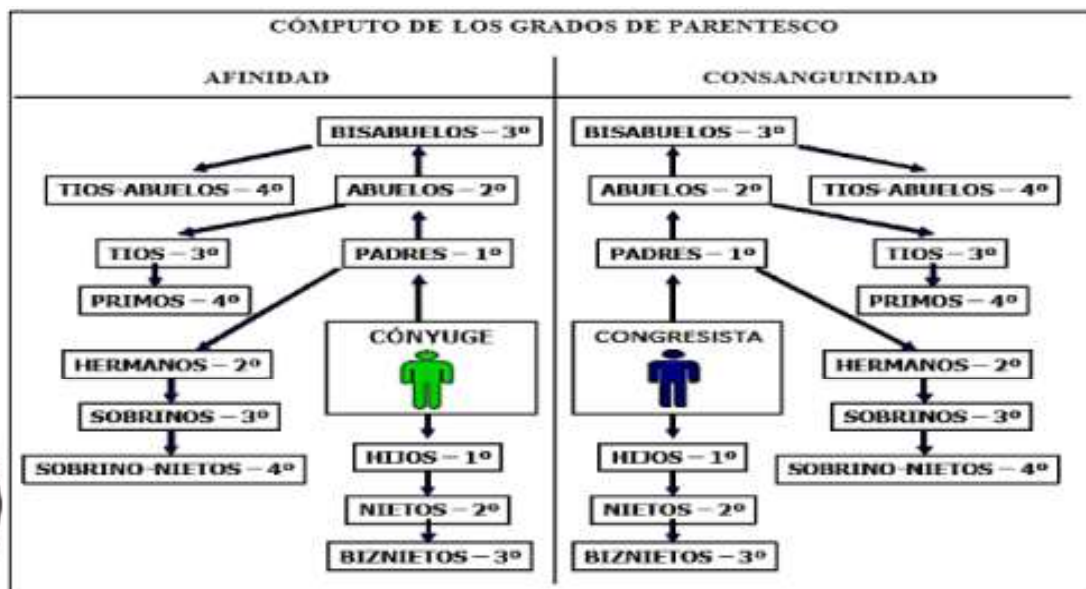 CÓMPUTO DE LOS GRADOS DE PARENTESCO
AFINIDAD
BISABUELOS – 3º
TIOS-ABUELOS – 4º
ABUELOS – 2º
TIOS – 3º
PADRES – 1º
PRIMOS – 4º
CÓNYUGE
HERMANOS – 2º
SOBRINOS – 3º
HIJOS – 1º
SOBRINO-NIETOS – 4º
NIETOS – 2º
BIZNIETOS – 3º
CONSANGUINIDAD
BISABUELOS – 3º
ABUELOS – 2º
TIOS-ABUELOS – 4º
PADRES – 1º
TIOS – 3º
PRIMOS – 4º
CONGRESISTA
HERMANOS – 2º
SOBRINOS – 3º
HIJOS – 1º
SOBRINO-NIETOS – 4º
NIETOS – 2º
BIZNIETOS – 3º